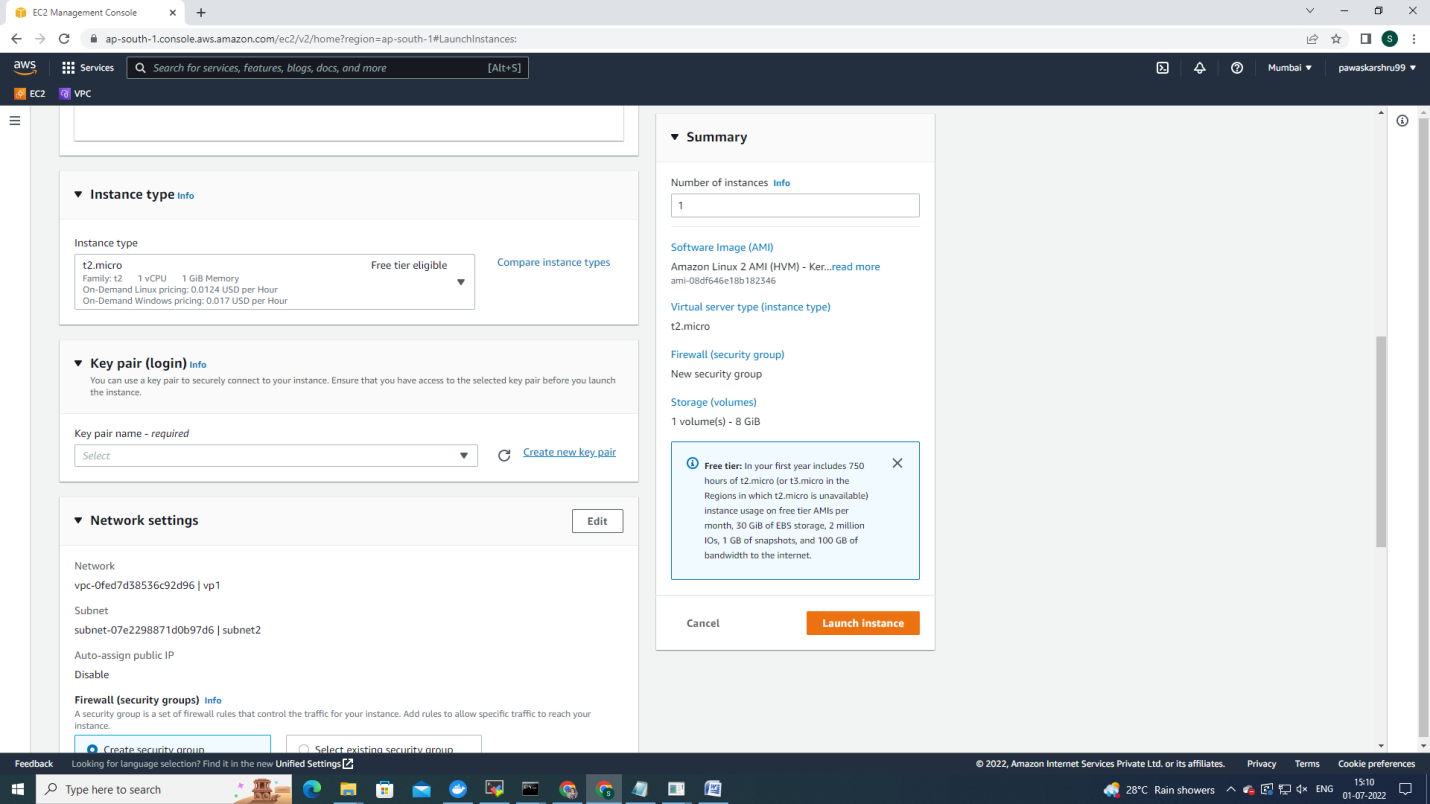 EC2 Management Console
ap-south-1.console.aws.amazon.com/ec2/v2/home?region=ap-south-1#LaunchInstances:
S
aws
Services
Search for services, features, blogs, docs, and more
[Alt+S]
Mumbai
pawaskarshru99
EC2
VPC
Instance type Info
Instance type
t2.micro
Free tier eligible
Family: t2 1 vCPU 1 GiB Memory
On-Demand Linux pricing: 0.0124 USD per Hour
On-Demand Windows pricing: 0.017 USD per Hour
Compare instance types
Key pair (login) Info
You can use a key pair to securely connect to your instance. Ensure that you have access to the selected key pair before you launch
the instance.
Key pair name - required
Select
Create new key pair
Network settings
Edit
Network
vpc-0fed7d38536c92d96 | vp1
Subnet
subnet-07e2298871d0b97d6 | subnet2
Auto-assign public IP
Disable
Firewall (security groups) Info
A security group is a set of firewall rules that control the traffic for your instance. Add rules to allow specific traffic to reach your
instance.
Create security group
Select existing security group
Summary
Number of instances Info
1
Software Image (AMI)
Amazon Linux 2 AMI (HVM) - Ker...read more
ami-08df646e18b182346
Virtual server type (instance type)
t2.micro
Firewall (security group)
New security group
Storage (volumes)
1 volume(s) - 8 GiB
Free tier: In your first year includes 750
hours of t2.micro (or t3.micro in the
Regions in which t2.micro is unavailable)
instance usage on free tier AMIs per
month, 30 GiB of EBS storage, 2 million
IOs, 1 GB of snapshots, and 100 GB of
bandwidth to the internet.
Cancel
Launch instance
Feedback
Looking for language selection? Find it in the new Unified Settings
© 2022, Amazon Internet Services Private Ltd. or its affiliates.
Privacy
Terms
Cookie preferences
Type here to search
28°C Rain showers
ENG
15:10
01-07-2022